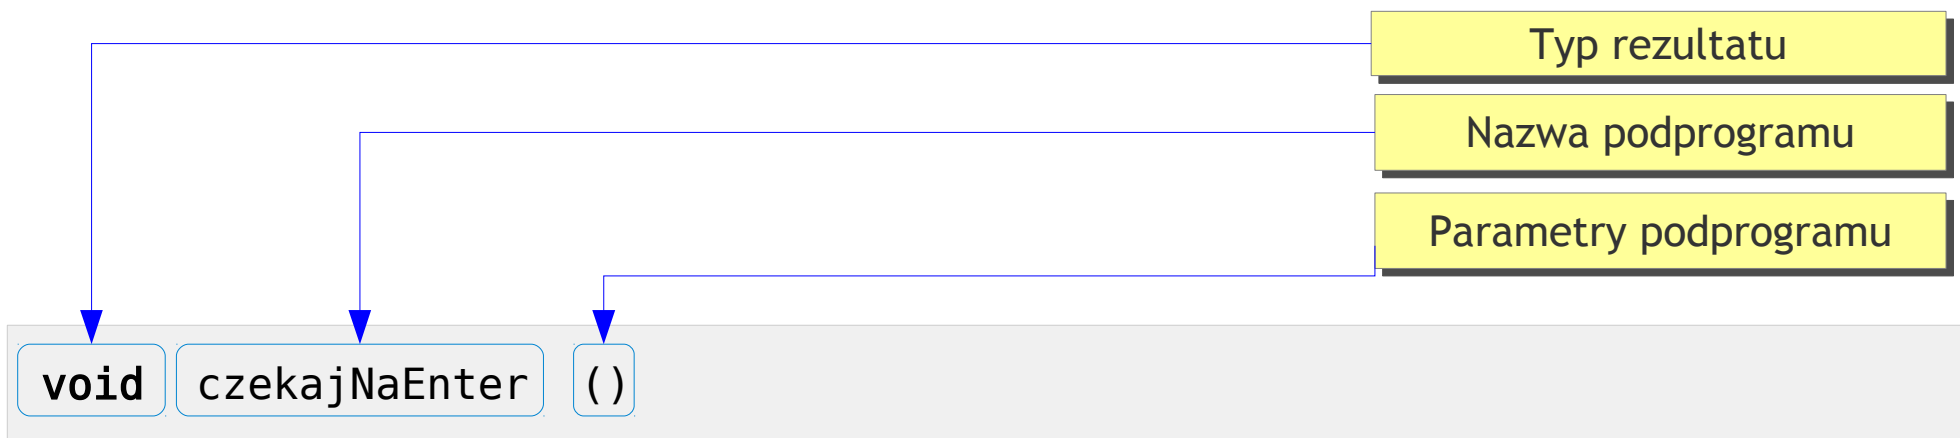 Typ rezultatu
Nazwa podprogramu
Parametry podprogramu
void czekajNaEnter ()